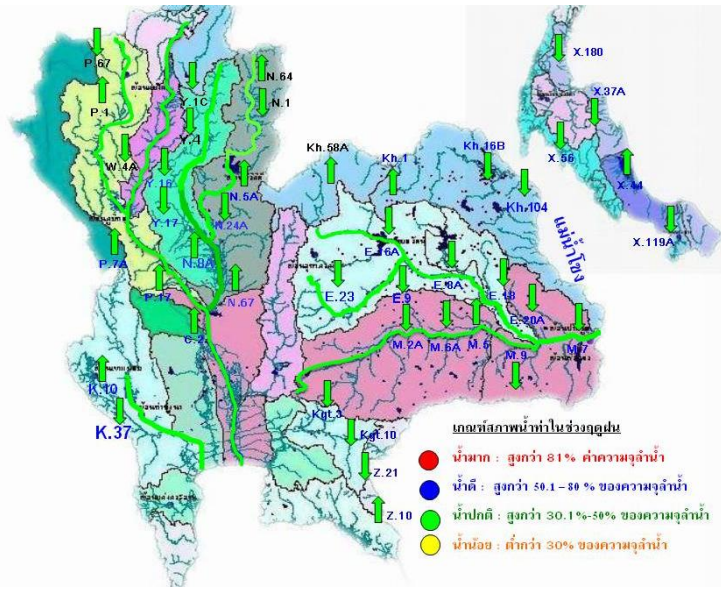 P.67
N.64
X.180
P.1
Y.1C
N.1
X.37A
Y.4
Kh.58A
Kh.1
Kh.16B
X.56
W.4A
Y.16
N.5A
X.44
Kh.104
Y.17
N.24A
X.119A
แม่น้ำโขง
P.7A
N.8A
E.16A
E.8A
P.17
N.67
E.23
E.9
E.18
E.20A
C.2
M.2A
M.6A
M.5
M.9
M.7
K.10
K.37
Kgt.3
Kgt.10
Z.21
Z.10
เกณฑ์สภาพน้ำท่าในช่วงฤดูฝน
น้ำมาก : สูงกว่า 81% ค่าความจุลำน้ำ
น้ำดี : สูงกว่า 50.1 – 80 % ของความจุลำน้ำ
น้ำปกติ : สูงกว่า 30.1%-50% ของความจุลำน้ำ
น้ำน้อย : ต่ำกว่า 30% ของความจุลำน้ำ